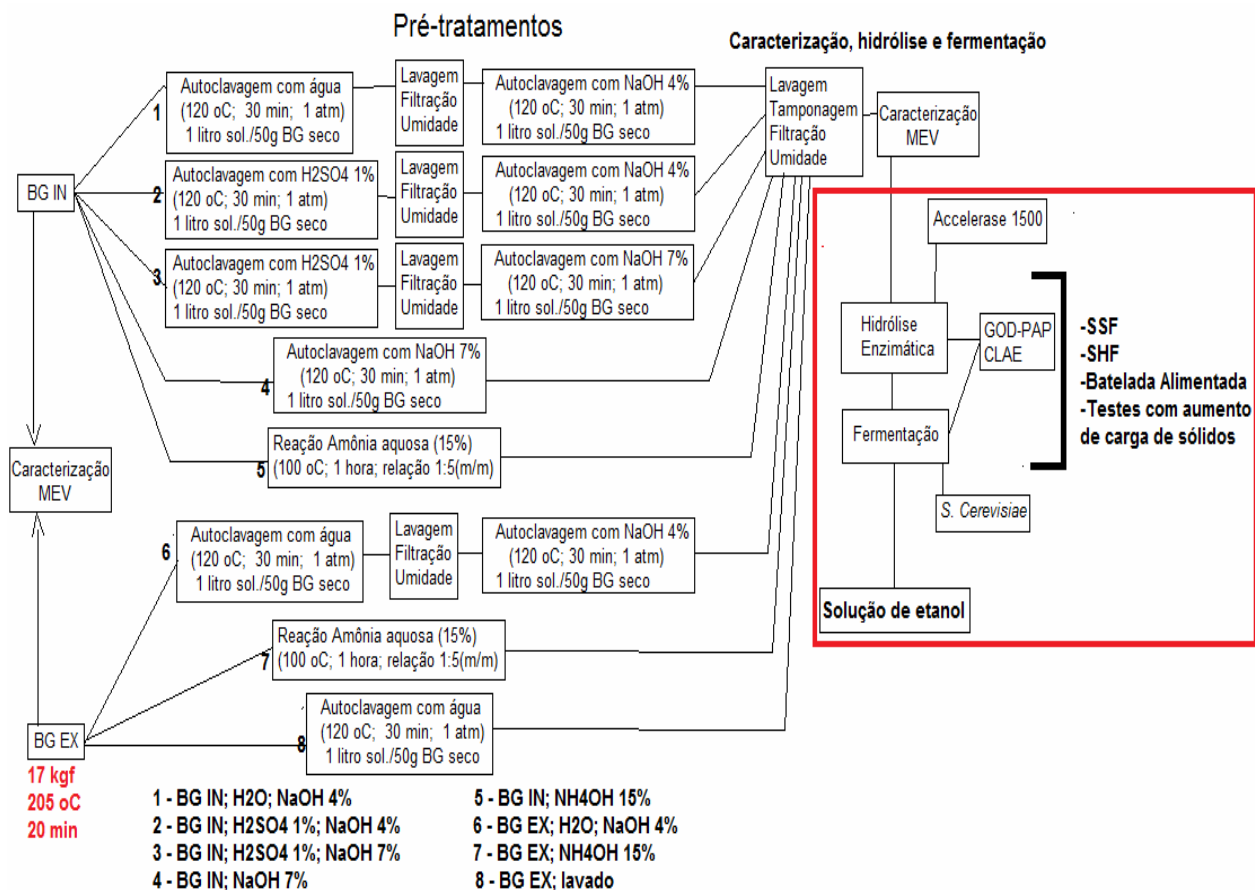 Pré-tratamentos
Caracterização, hidrólise e fermentação
1
Autoclavagem com água
(120 oC; 30 min; 1 atm)
1 litro sol./50g BG seco
Lavagem
Filtração
Umidade
Autoclavagem com NaOH 4%
(120 oC; 30 min; 1 atm)
1 litro sol./50g BG seco
Lavagem
Tamponagem
Filtração
Umidade
Caracterização
MEV
BG IN
2
Autoclavagem com H2SO4 1%
(120 oC; 30 min; 1 atm)
1 litro sol./50g BG seco
Lavagem
Filtração
Umidade
Autoclavagem com NaOH 4%
(120 oC; 30 min; 1 atm)
1 litro sol./50g BG seco
3
Autoclavagem com H2SO4 1%
(120 oC; 30 min; 1 atm)
1 litro sol./50g BG seco
Lavagem
Filtração
Umidade
Autoclavagem com NaOH 7%
(120 oC; 30 min; 1 atm)
1 litro sol./50g BG seco
4
Autoclavagem com NaOH 7%
(120 oC; 30 min; 1 atm)
1 litro sol./50g BG seco
5
Reação Amônia aquosa (15%)
(100 oC; 1 hora; relação 1:5(m/m)
Caracterização
MEV
6
Autoclavagem com água
(120 oC; 30 min; 1 atm)
1 litro sol./50g BG seco
Lavagem
Filtração
Umidade
Autoclavagem com NaOH 4%
(120 oC; 30 min; 1 atm)
1 litro sol./50g BG seco
7
Reação Amônia aquosa (15%)
(100 oC; 1 hora; relação 1:5(m/m)
8
Autoclavagem com água
(120 oC; 30 min; 1 atm)
1 litro sol./50g BG seco
BG EX
17 kgf
205 oC
20 min
Accelerase 1500
Hidrólise
Enzimática
GOD-PAP
CLAE
-SSF
-SHF
-Batelada Alimentada
-Testes com aumento
de carga de sólidos
Fermentação
S. Cerevisiae
Solução de etanol
1 - BG IN; H2O; NaOH 4%
2 - BG IN; H2SO4 1%; NaOH 4%
3 - BG IN; H2SO4 1%; NaOH 7%
4 - BG IN; NaOH 7%
5 - BG IN; NH4OH 15%
6 - BG EX; H2O; NaOH 4%
7 - BG EX; NH4OH 15%
8 - BG EX; lavado